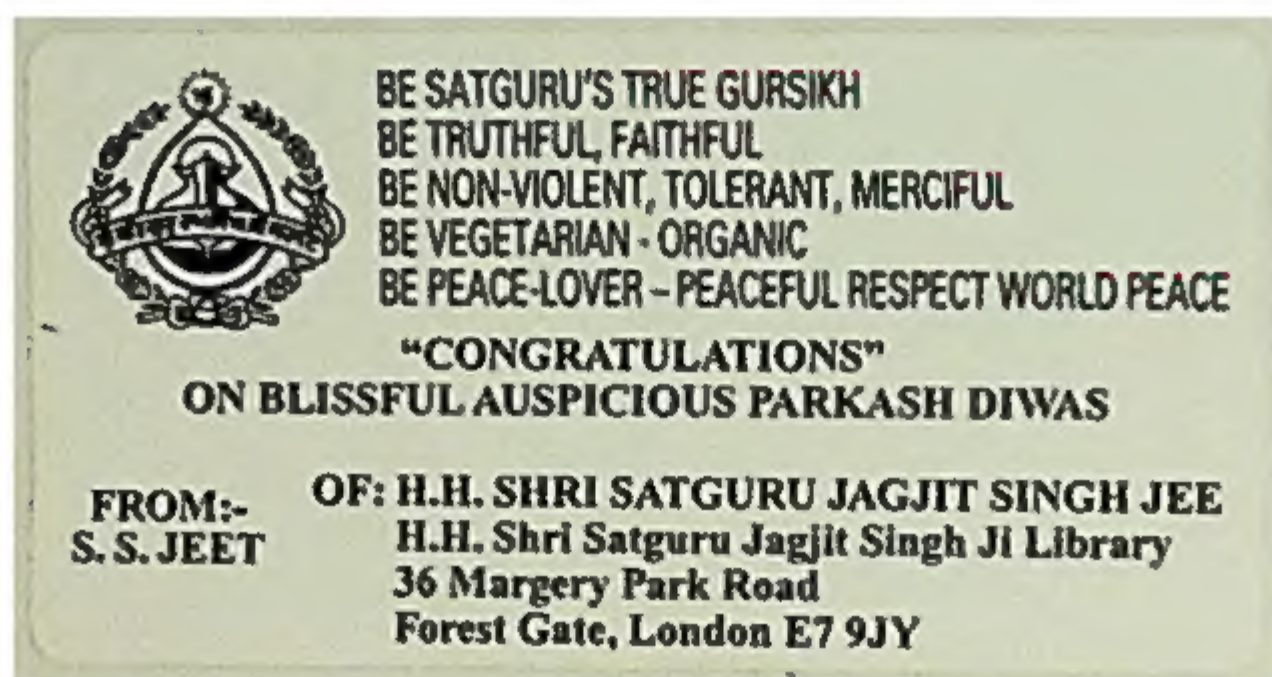 BE SATGURU'S TRUE GURSIKH
BE TRUTHFUL, FAITHFUL
BE NON-VIOLENT, TOLERANT, MERCIFUL
BE VEGETARIAN - ORGANIC
BE PEACE-LOVER – PEACEFUL RESPECT WORLD PEACE
"CONGRATULATIONS"
ON BLISSFUL AUSPICIOUS PARKASH DIWAS
FROM:-
S. S. JEET
OF: H.H. SHRI SATGURU JAGJIT SINGH JEE
H.H. Shri Satguru Jagjit Singh Ji Library
36 Margery Park Road
Forest Gate, London E7 9JY